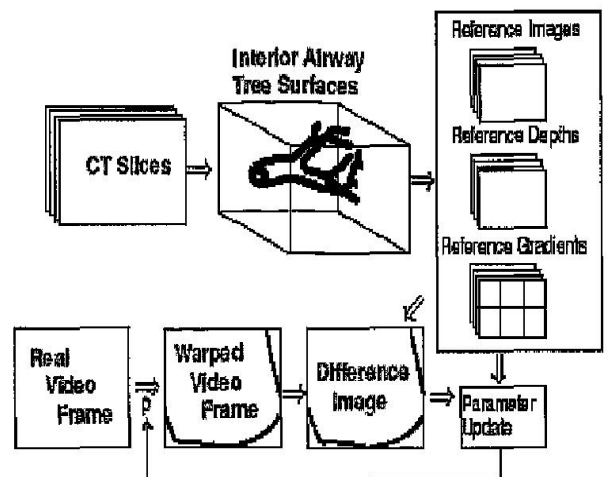 Interior Airway
Tree Surfaces
CT Slices
Reference Images
Reference Depths
Reference Gradients
Real
Video
Frame
p
Warped
Video
Frame
Difference
Image
Parameter
Update